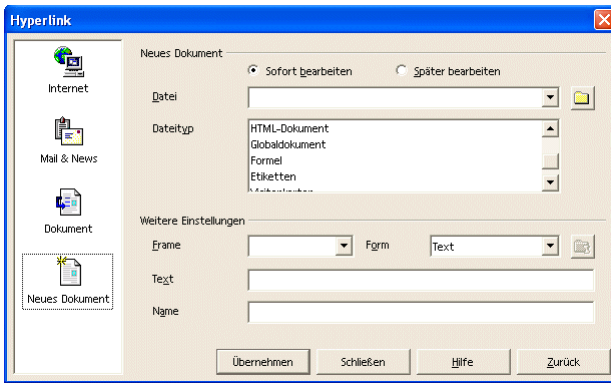 Hyperlink
Internet
Mail & News
Dokument
Neues Dokument
Neues Dokument
Sofort bearbeiten
Später bearbeiten
Datei
Dateityp
HTML-Dokument
Globaldokument
Formel
Etiketten
Weitere Einstellungen
Frame
Form
Text
Text
Name
Übernehmen
Schließen
Hilfe
Zurück